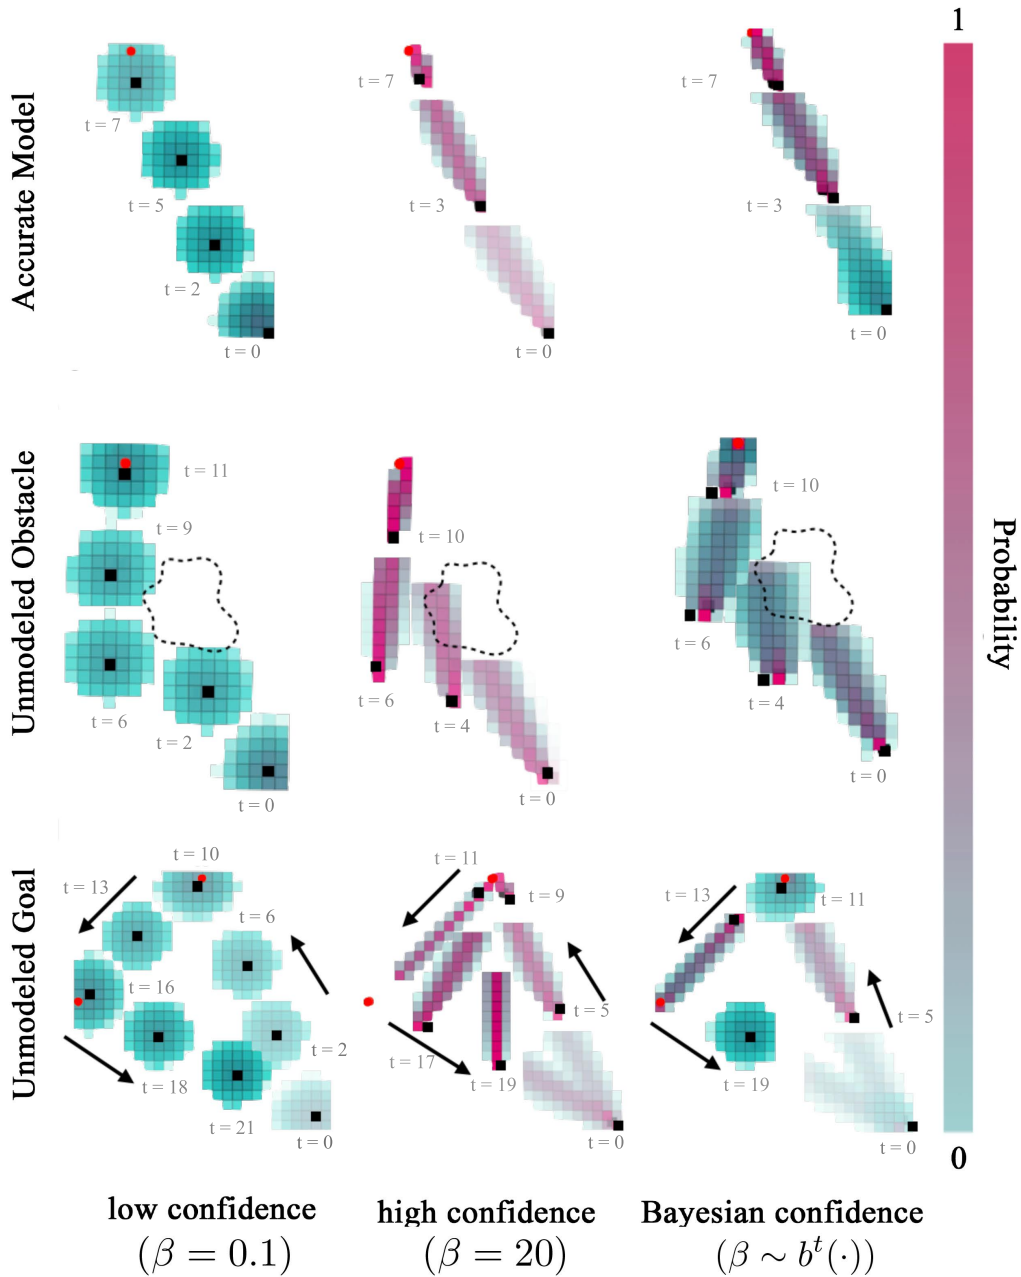 1
Accurate Model
t = 7
t = 5
t = 2
t = 0
t = 7
t = 3
t = 0
t = 7
t = 3
t = 0
Unmodeled Obstacle
t = 11
t = 9
t = 6
t = 2
t = 0
t = 10
t = 6
t = 4
t = 0
t = 10
t = 6
t = 4
t = 0
Probability
Unmodeled Goal
t = 10
t = 13
t = 6
t = 16
t = 2
t = 18
t = 21
t = 0
t = 11
t = 9
t = 5
t = 17
t = 19
t = 0
t = 13
t = 11
t = 5
t = 19
t = 0
0
low confidence
(β = 0.1)
high confidence
(β = 20)
Bayesian confidence
(β ∼ bᵗ(·))